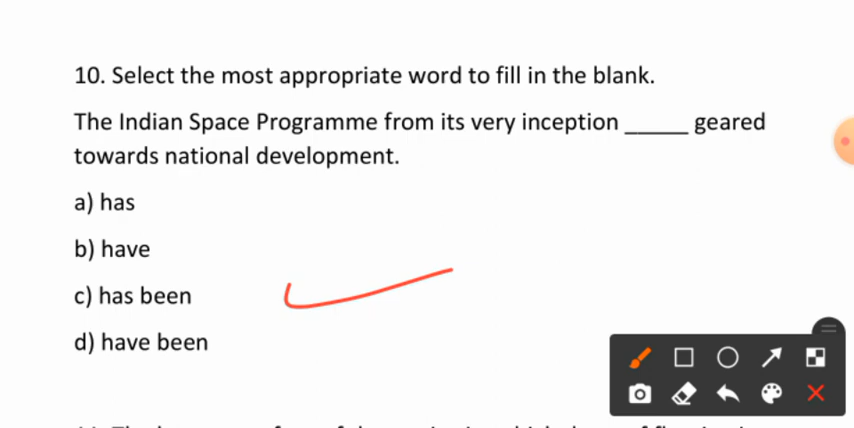 10. Select the most appropriate word to fill in the blank.
The Indian Space Programme from its very inception _____ geared
towards national development.
a) has
b) have
c) has been
d) have been